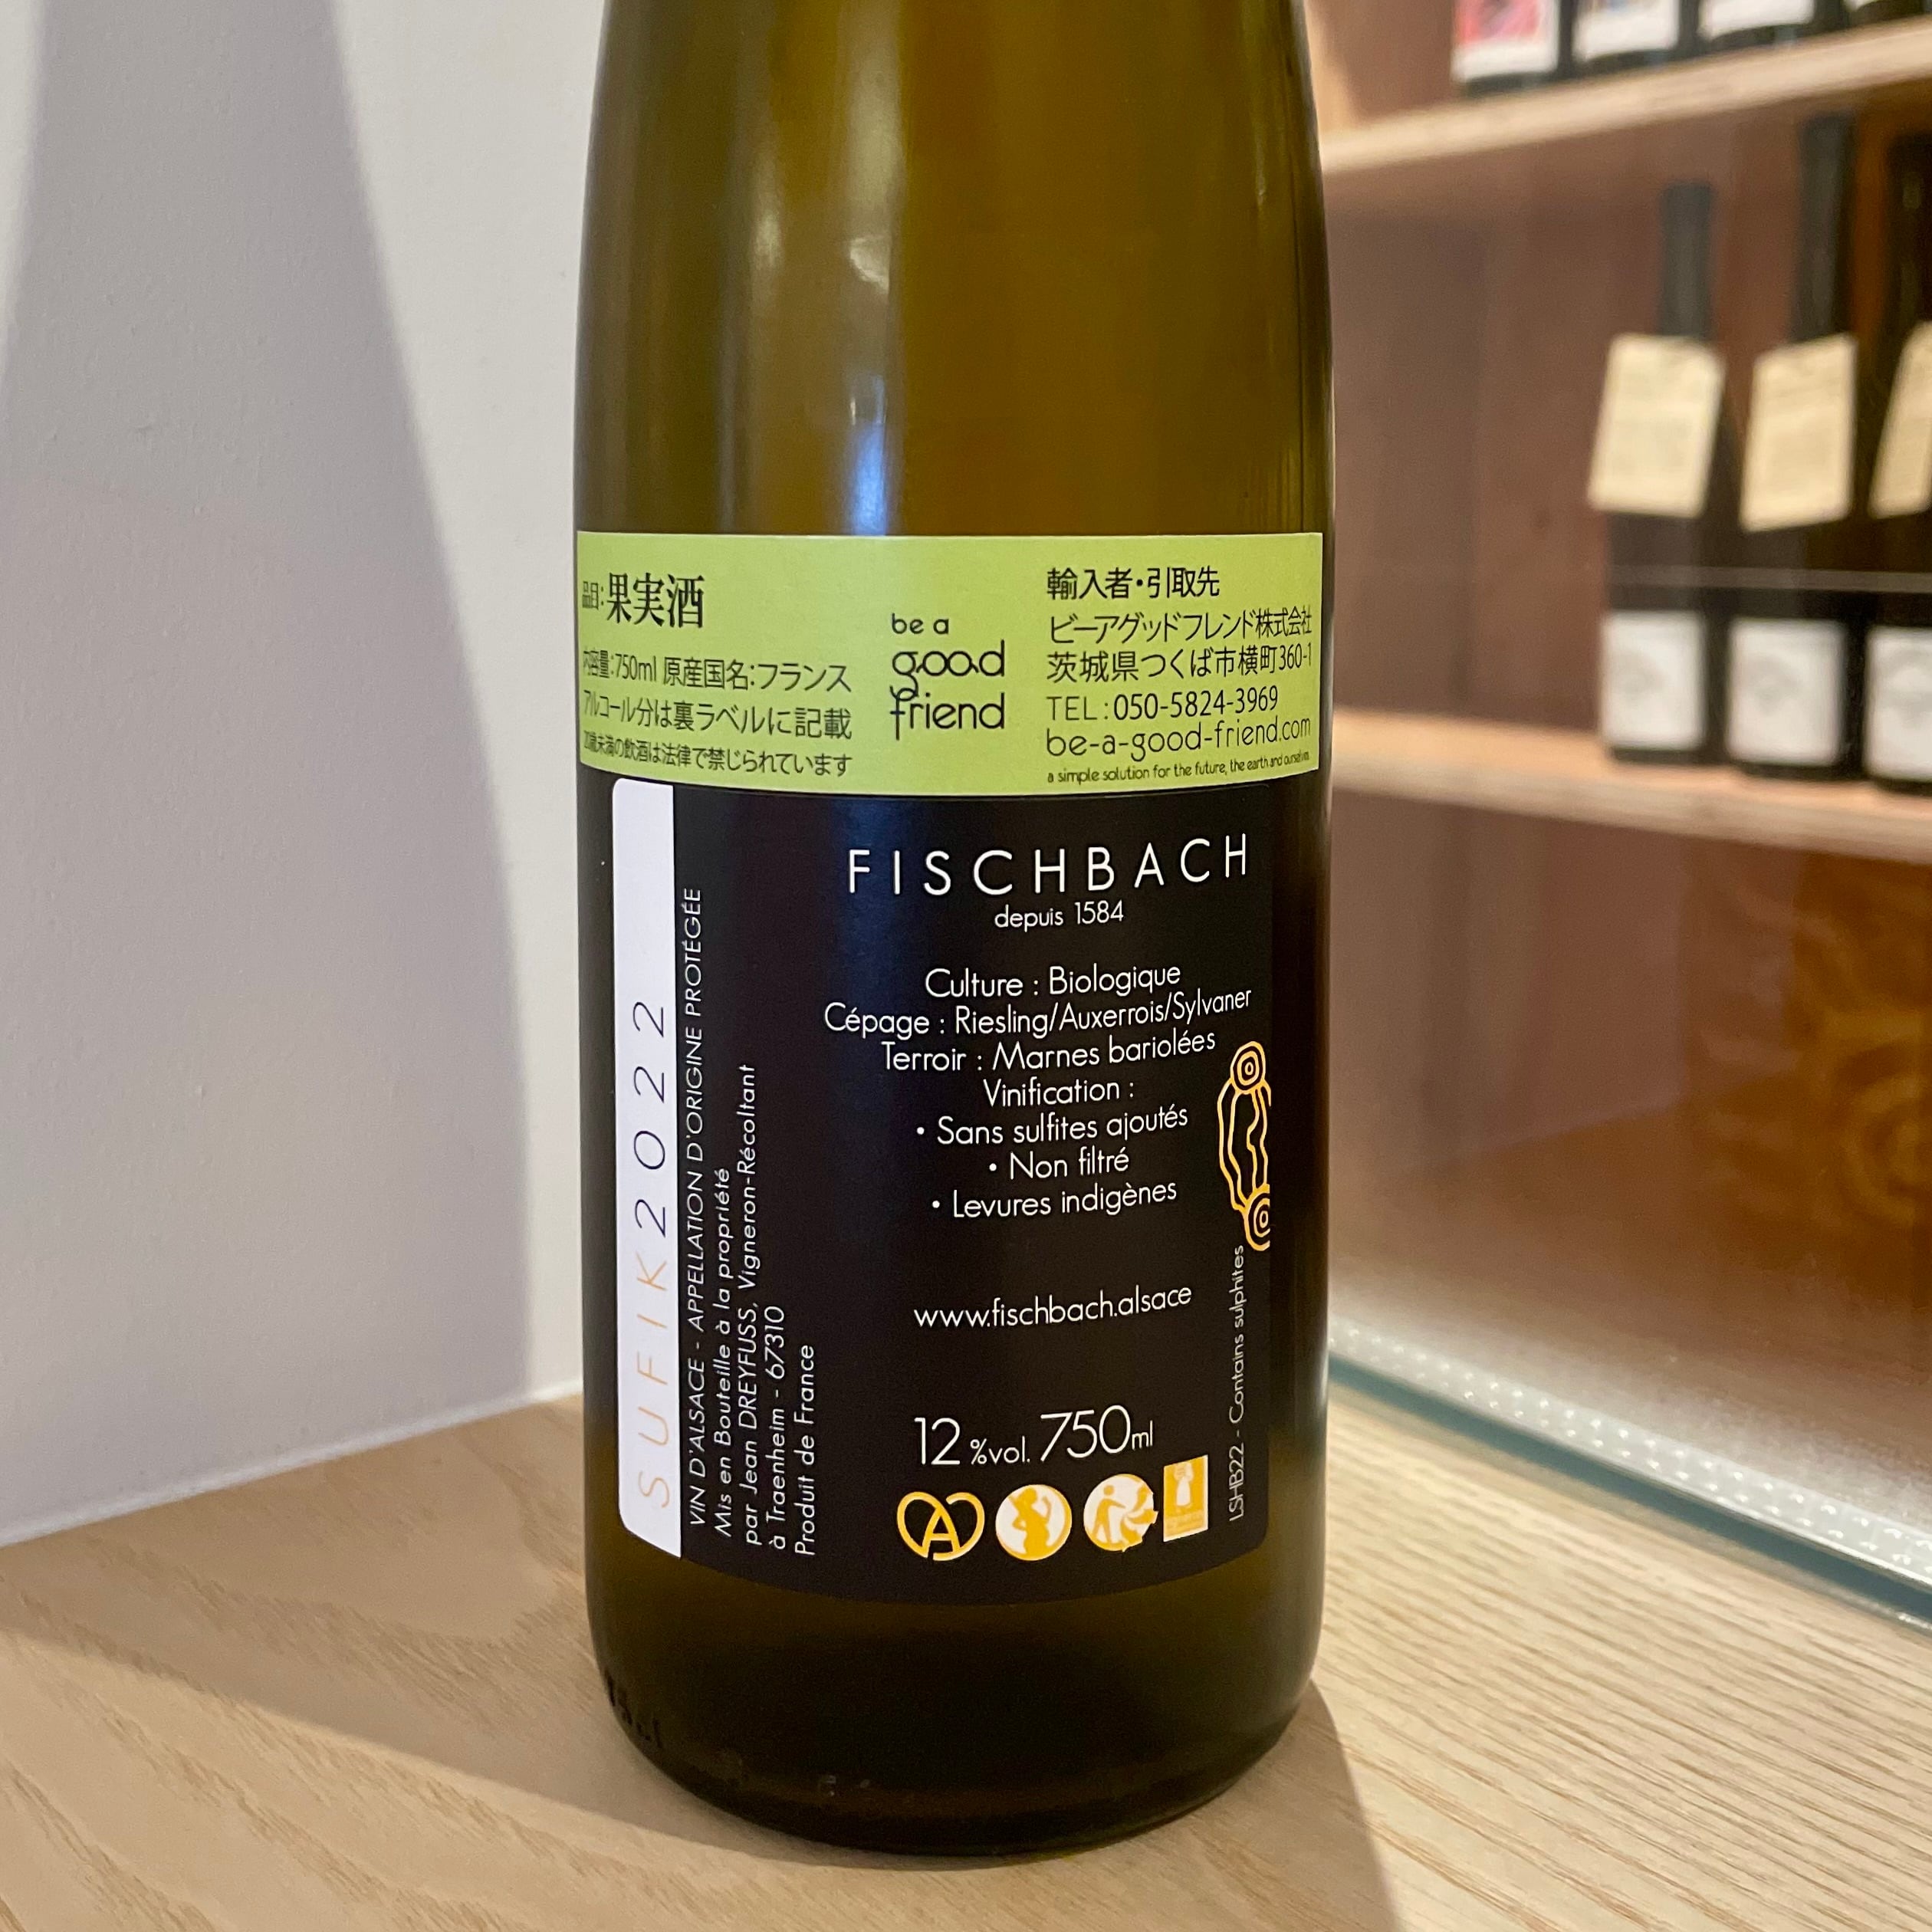 品目:果実酒
内容量:750ml 原産国名:フランス
アルコール分は裏ラベルに記載
20歳未満の飲酒は法律で禁じられています
be a
good
friend
輸入者・引取先
ビーアグッドフレンド株式会社
茨城県つくば市横町360-1
TEL:050-5824-3969
be-a-good-friend.com
a simple solution for the future, the earth and ourselves.
SUFIK2022
VIN D'ALSACE - APPELLATION D'ORIGINE PROTÉGÉE
Mis en Bouteille à la propriété
par Jean DREYFUSS, Vigneron-Récoltant
à Traenheim - 67310
Produit de France
FISCHBACH
depuis 1584
Culture : Biologique
Cépage : Riesling/Auxerrois/Sylvaner
Terroir : Marnes bariolées
Vinification :
• Sans sulfites ajoutés
• Non filtré
• Levures indigènes
www.fischbach.alsace
12 %vol. 750ml
LSHB22 - Contains sulphites